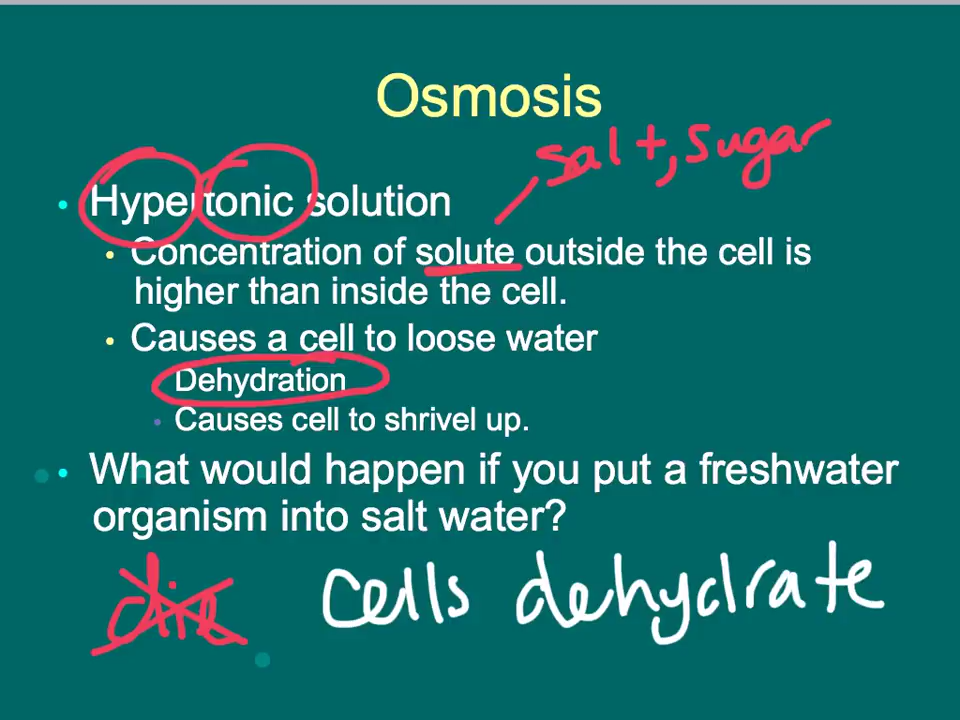 Osmosis
salt, sugar
• Hypertonic solution
• Concentration of solute outside the cell is
higher than inside the cell.
• Causes a cell to loose water
Dehydration
• Causes cell to shrivel up.
• What would happen if you put a freshwater
organism into salt water?
die cells dehydrate